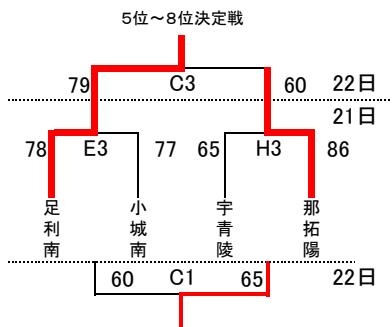 5位～8位決定戦
79 C3 60 22日
21日
78 E3 77 65 H3 86
足利南 小城南 宇青陵 那拓陽
60 C1 65 22日